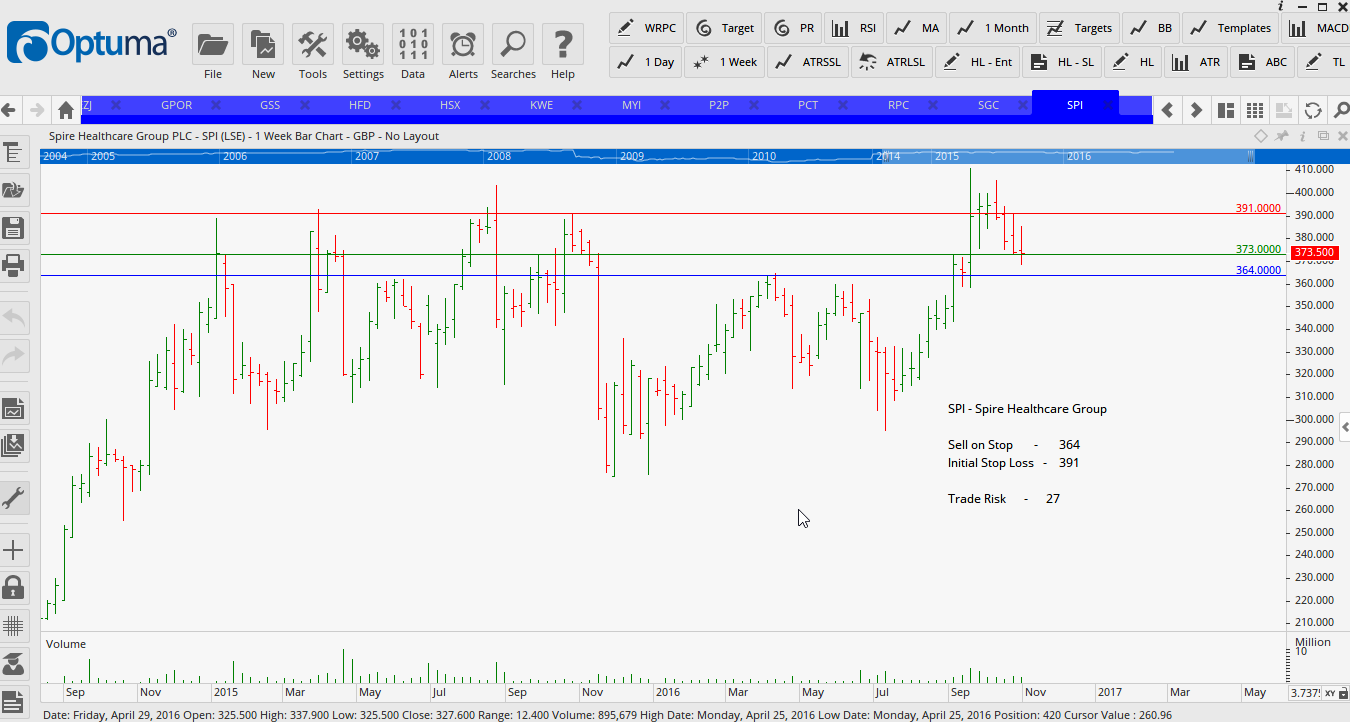 i
Optuma®
File
New
Tools
Settings
101
010
011
Data
Alerts
Searches
?
Help
WRPC
Target
PR
RSI
MA
1 Month
Targets
BB
Templates
MACD
1 Day
1 Week
ATRSSL
ATRLSL
HL - Ent
HL - SL
HL
ATR
ABC
TL
ZJ
GPOR
GSS
HFD
HSX
KWE
MYI
P2P
PCT
RPC
SGC
SPI
Spire Healthcare Group PLC - SPI (LSE) - 1 Week Bar Chart - GBP - No Layout
i
2004 2005 2006 2007 2008 2009 2010 2014 2015 2016
410.000
400.000
391.0000
390.000
380.000
373.0000
373.500
370.000
364.0000
360.000
350.000
340.000
330.000
320.000
310.000
300.000
290.000
280.000
270.000
260.000
250.000
240.000
230.000
220.000
210.000
SPI - Spire Healthcare Group
Sell on Stop - 364
Initial Stop Loss - 391
Trade Risk - 27
Volume
Million
10
Sep Nov 2015 Mar May Jul Sep Nov 2016 Mar May Jul Sep Nov 2017 Mar May
3.737
XY
Date: Friday, April 29, 2016 Open: 325.500 High: 337.900 Low: 325.500 Close: 327.600 Range: 12.400 Volume: 895,679 High Date: Monday, April 25, 2016 Low Date: Monday, April 25, 2016 Position: 420 Cursor Value : 260.96